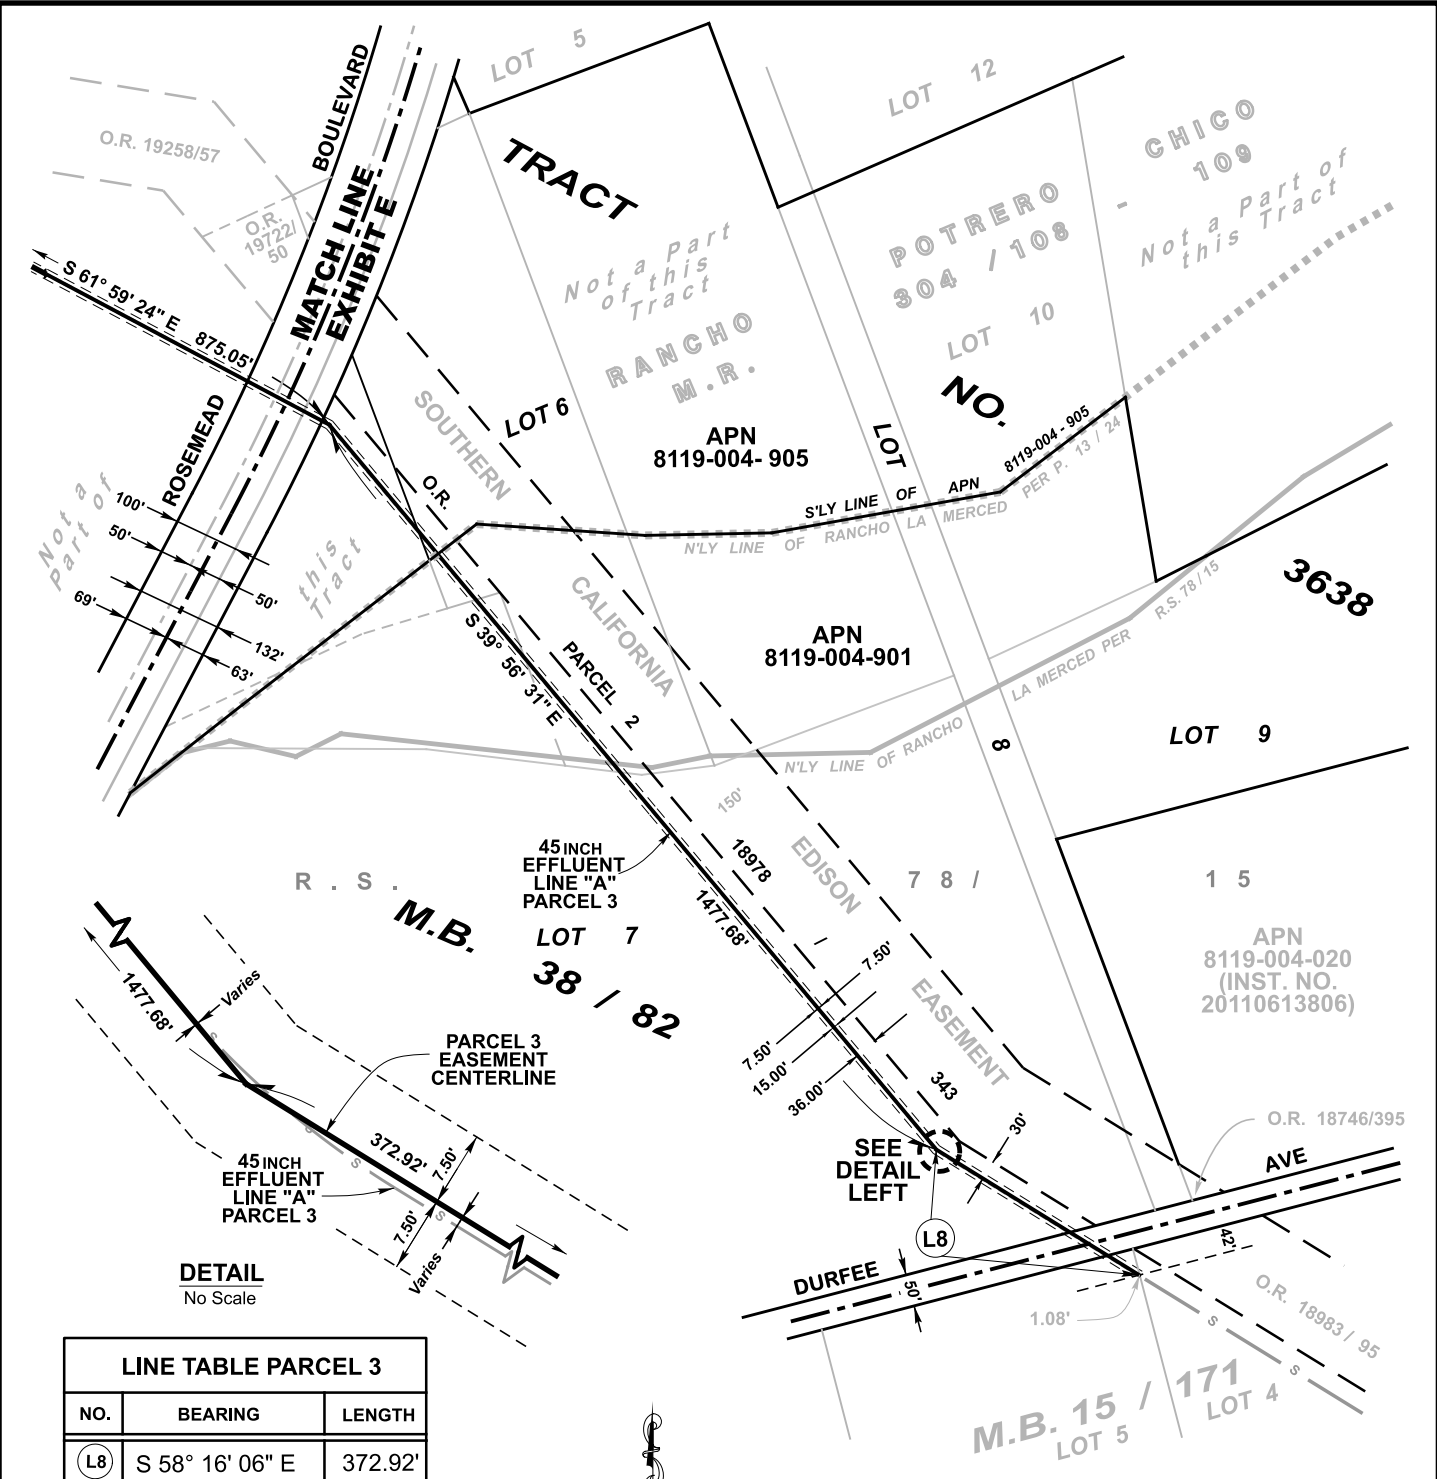 LOT 5
LOT 12
BOULEVARD
O.R. 19258/57
O.R.
19722/
50
MATCH LINE
EXHIBIT E
TRACT
CHICO
109
POTRERO -
304 / 108
Not a Part of
this Tract
Not a Part
of this
Tract
S 61° 59' 24" E 875.05'
RANCHO
M.R.
LOT 10
NO.
SOUTHERN
LOT 6
ROSEMEAD
APN
8119-004- 905
LOT
8119-004 - 905
PER P. 13 / 24
O.R.
S'LY LINE OF APN
N'LY LINE OF RANCHO LA MERCED
Not a
Part of
this
Tract
100'
50'
50'
69'
132'
63'
3638
R.S. 78 / 15
CALIFORNIA
APN
8119-004-901
S 39° 56' 31" E
PARCEL 2
LA MERCED PER
N'LY LINE OF RANCHO
8
LOT 9
150'
45 INCH
EFFLUENT
LINE "A"
PARCEL 3
18978
1477.68'
EDISON
R . S .
7 8 /
1 5
M.B.
LOT 7
38 / 82
APN
8119-004-020
(INST. NO.
20110613806)
7.50'
7.50'
15.00'
36.00'
EASEMENT
343
30'
1477.68'
Varies
s
PARCEL 3
EASEMENT
CENTERLINE
372.92'
7.50'
s
s
45 INCH
EFFLUENT
LINE "A"
PARCEL 3
s
7.50'
Varies
DETAIL
No Scale
SEE
DETAIL
LEFT
O.R. 18746/395
AVE
L8
DURFEE
50'
42'
1.08'
O.R. 18983 / 95
s
s
M.B. 15 / 171
LOT 5
LOT 4
LINE TABLE PARCEL 3
NO. BEARING LENGTH
L8 S 58° 16' 06" E 372.92'